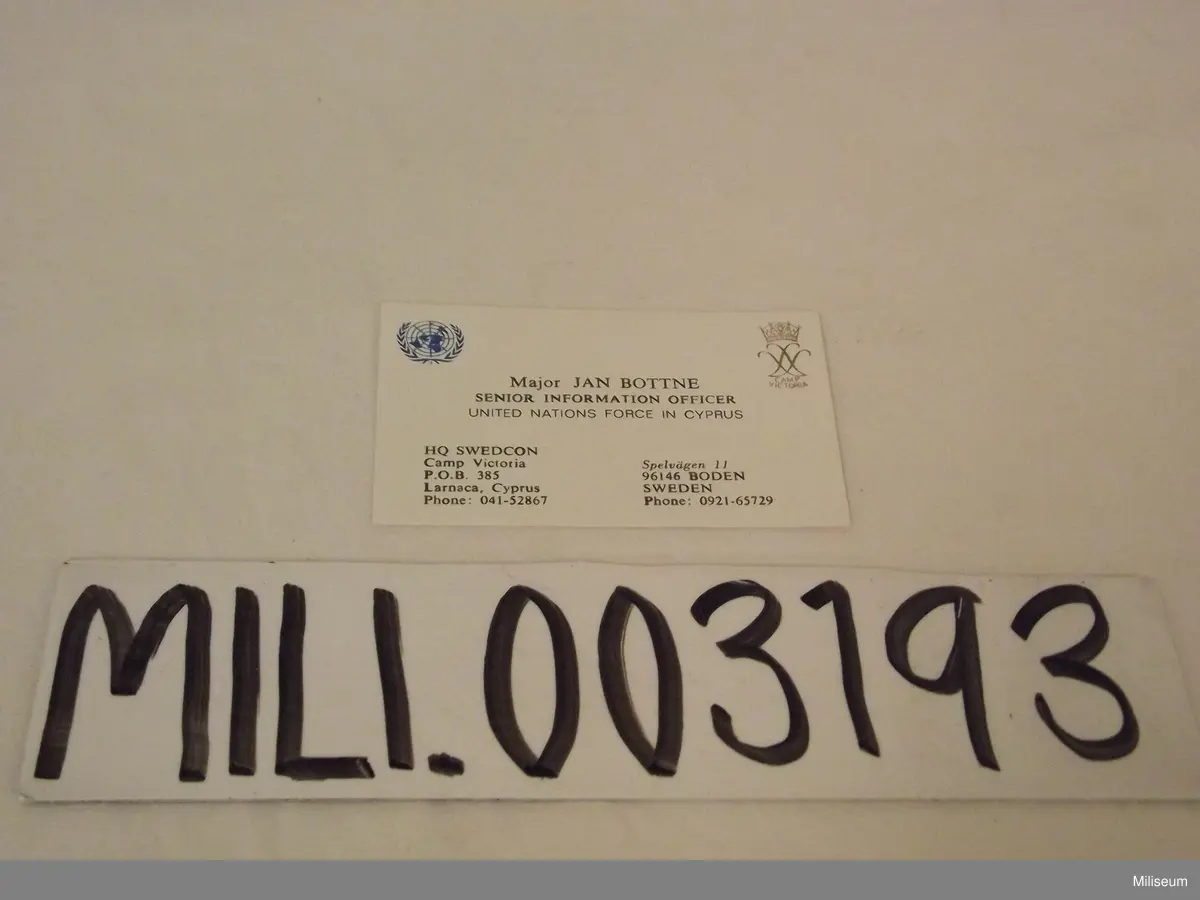 CAMP
VICTORIA
Major JAN BOTTNE
SENIOR INFORMATION OFFICER
UNITED NATIONS FORCE IN CYPRUS
HQ SWEDCON
Camp Victoria
P.O.B. 385
Larnaca, Cyprus
Phone: 041-52867
Spelvägen 11
96146 BODEN
SWEDEN
Phone: 0921-65729
MILI.003193
Miliseum